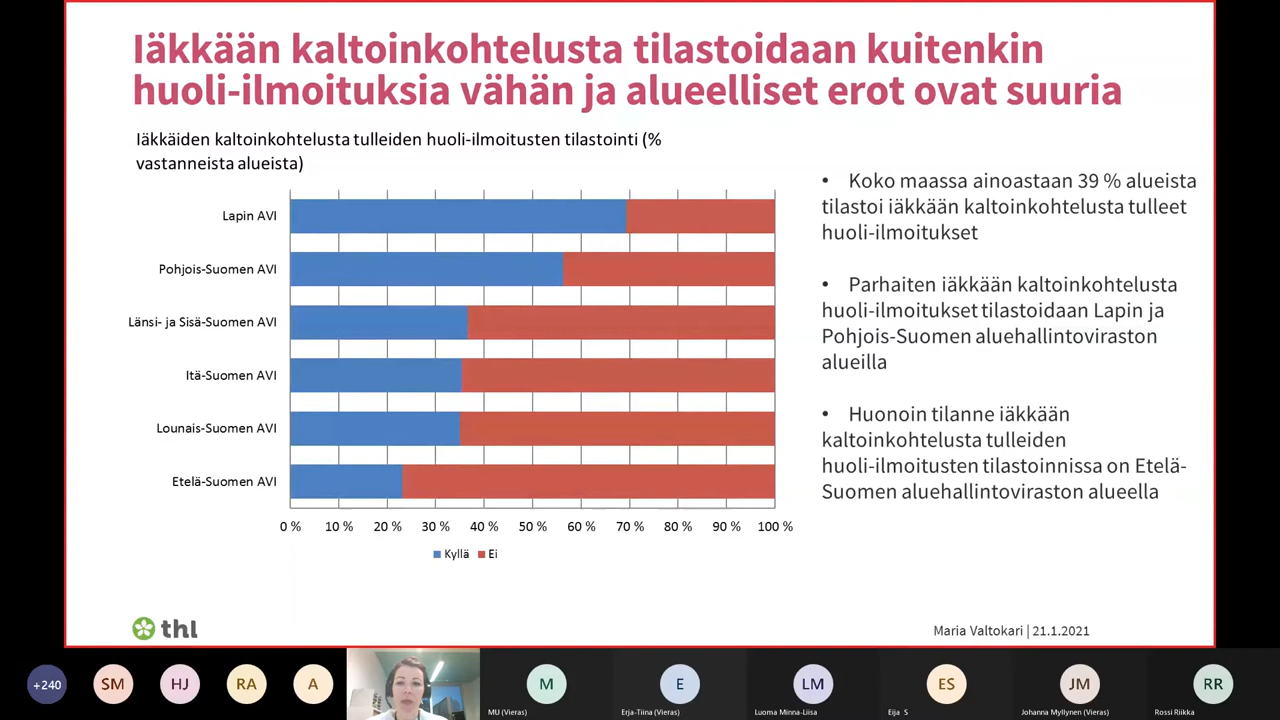 Iäkkään kaltoinkohtelusta tilastoidaan kuitenkin
huoli-ilmoituksia vähän ja alueelliset erot ovat suuria
Iäkkäiden kaltoinkohtelusta tulleiden huoli-ilmoitusten tilastointi (%
vastanneista alueista)
Lapin AVI
Pohjois-Suomen AVI
Länsi- ja Sisä-Suomen AVI
Itä-Suomen AVI
Lounais-Suomen AVI
Etelä-Suomen AVI
0 % 10 % 20 % 30 % 40 % 50 % 60 % 70 % 80 % 90 % 100 %
Kyllä Ei
• Koko maassa ainoastaan 39 % alueista
tilastoi iäkkään kaltoinkohtelusta tulleet
huoli-ilmoitukset
• Parhaiten iäkkään kaltoinkohtelusta
huoli-ilmoitukset tilastoidaan Lapin ja
Pohjois-Suomen aluehallintoviraston
alueilla
• Huonoin tilanne iäkkään
kaltoinkohtelusta tulleiden
huoli-ilmoitusten tilastoinnissa on Etelä-
Suomen aluehallintoviraston alueella
thl
Maria Valtokari | 21.1.2021
+240 SM HJ RA A M E LM ES JM RR
MU (Vieras) Erja-Tiina (Vieras) Luoma Minna-Liisa Eija S Johanna Myllynen (Vieras) Rossi Riikka